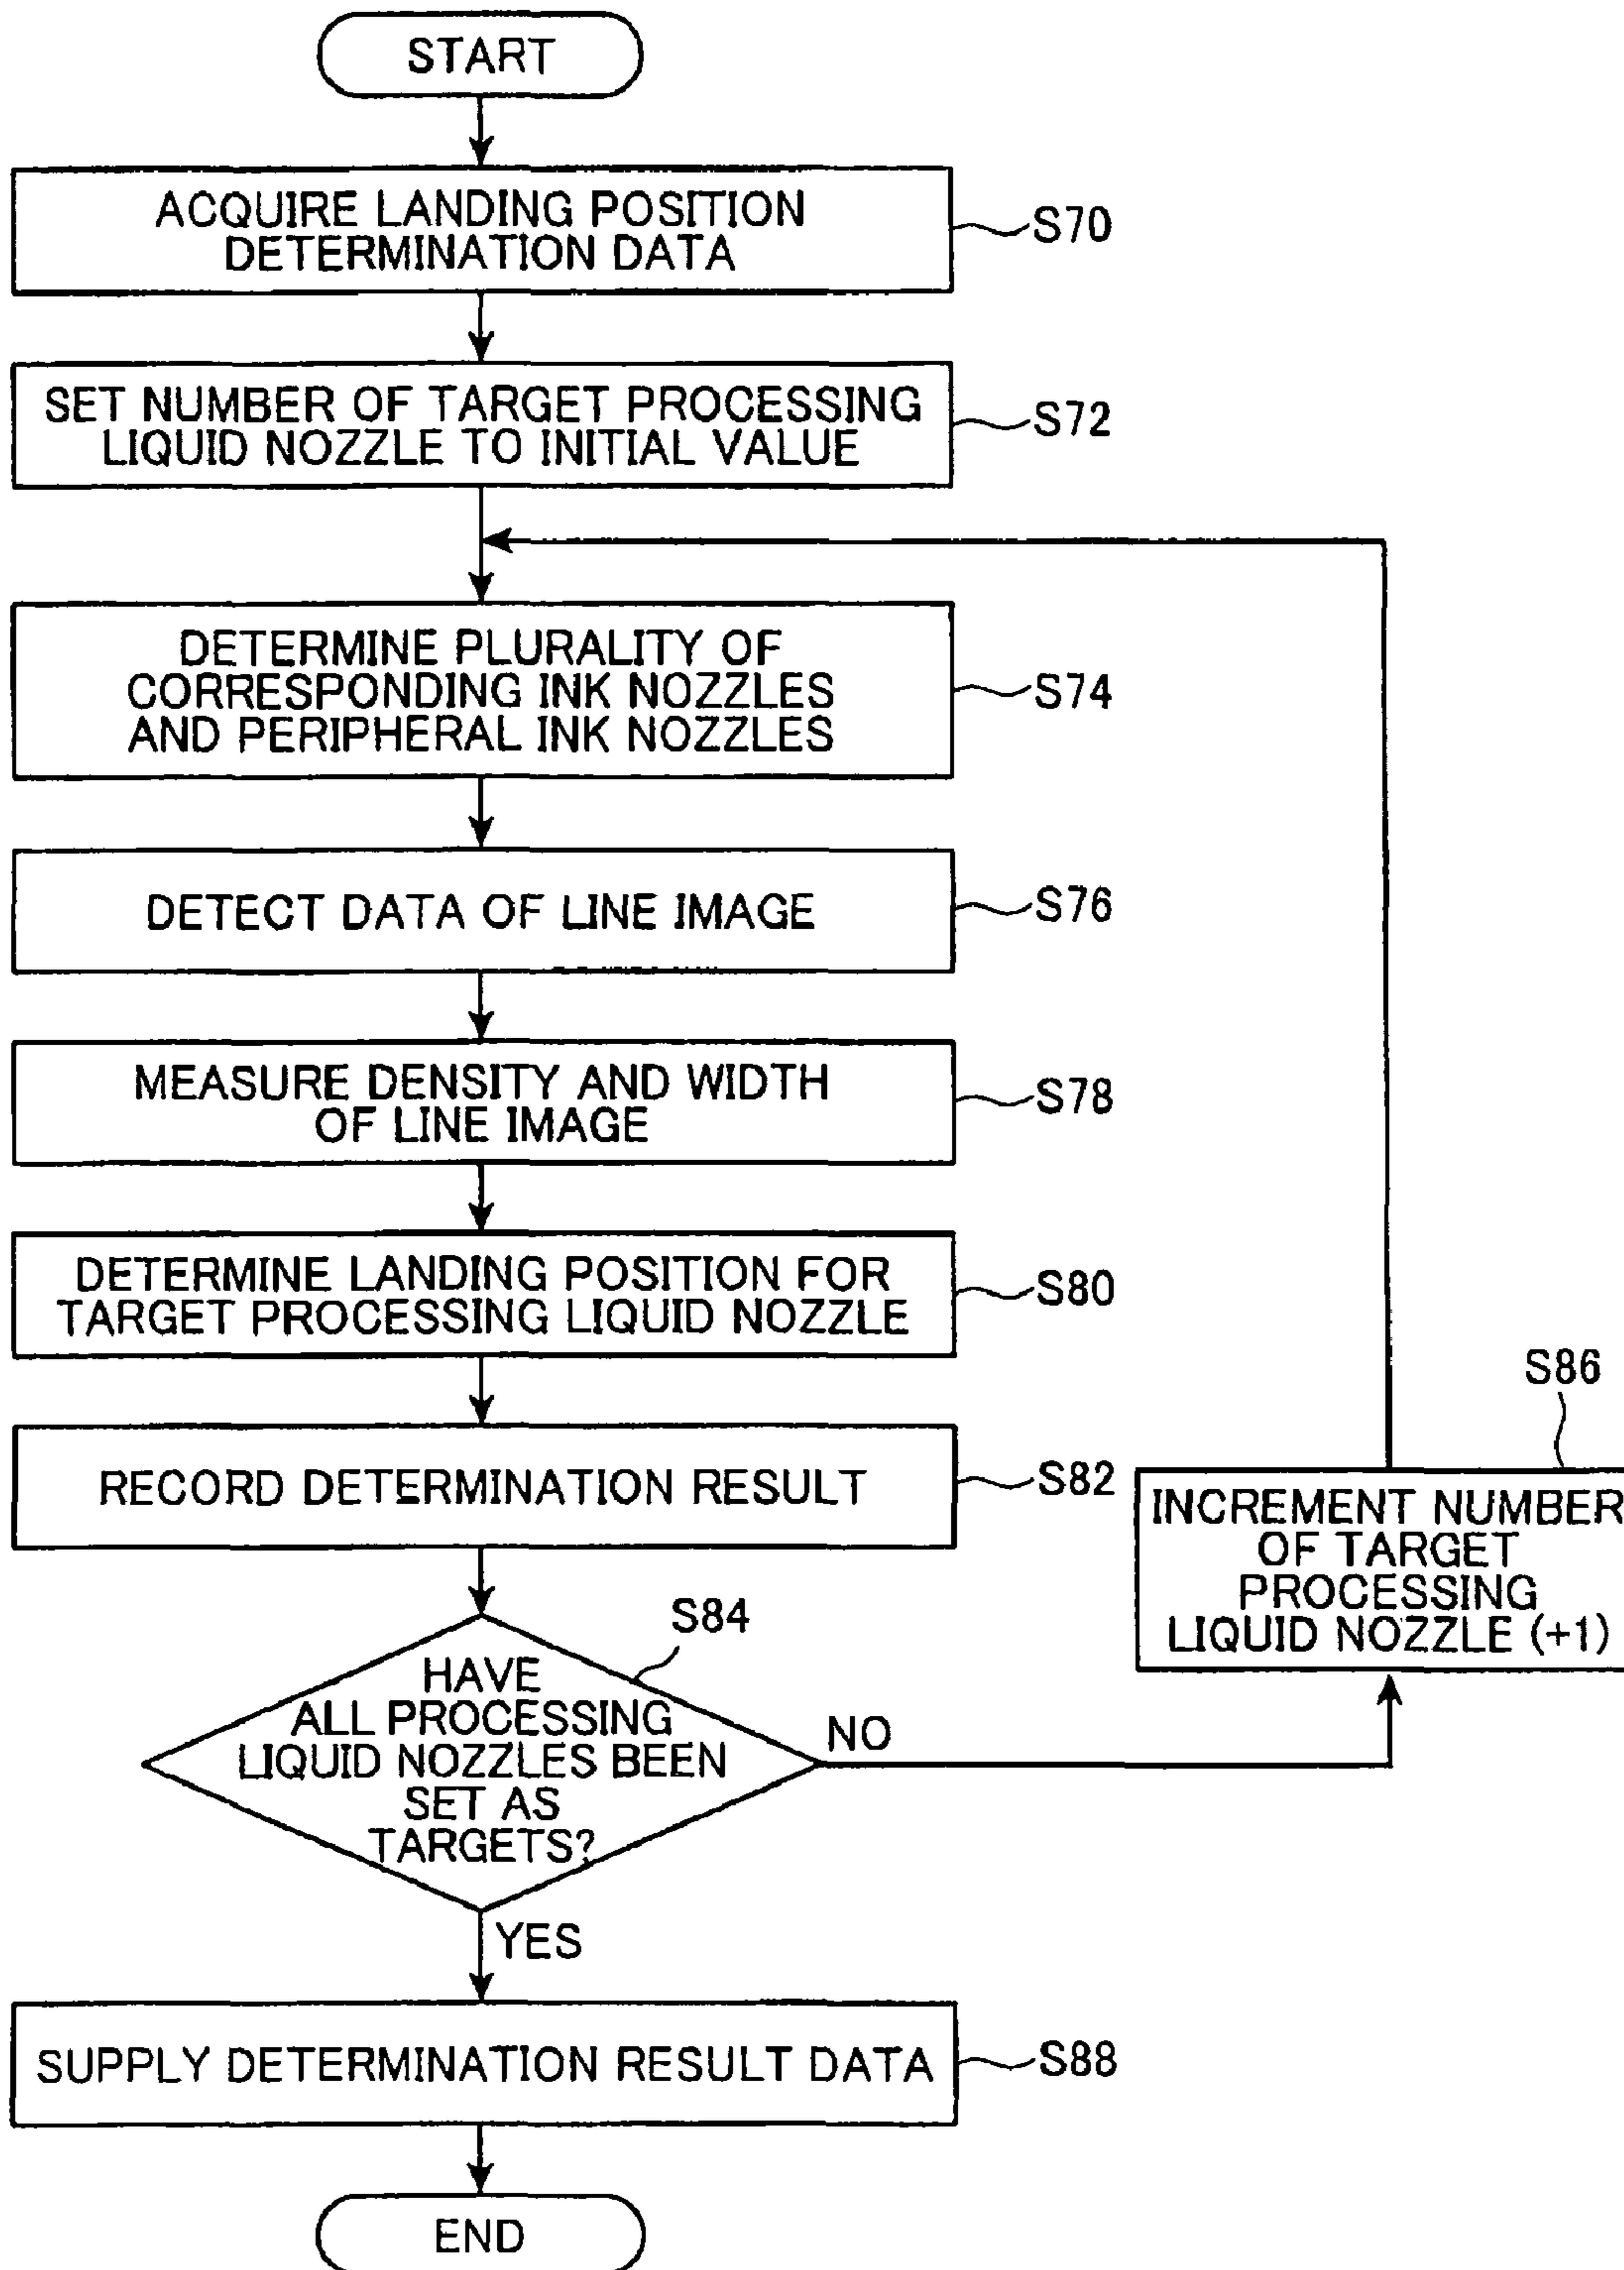 START
ACQUIRE LANDING POSITION
DETERMINATION DATA
S70
SET NUMBER OF TARGET PROCESSING
LIQUID NOZZLE TO INITIAL VALUE
S72
DETERMINE PLURALITY OF
CORRESPONDING INK NOZZLES
AND PERIPHERAL INK NOZZLES
S74
DETECT DATA OF LINE IMAGE
S76
MEASURE DENSITY AND WIDTH
OF LINE IMAGE
S78
DETERMINE LANDING POSITION FOR
TARGET PROCESSING LIQUID NOZZLE
S80
RECORD DETERMINATION RESULT
S82
S86
INCREMENT NUMBER
OF TARGET
PROCESSING
LIQUID NOZZLE (+1)
S84
HAVE
ALL PROCESSING
LIQUID NOZZLES BEEN
SET AS
TARGETS?
NO
YES
SUPPLY DETERMINATION RESULT DATA
S88
END